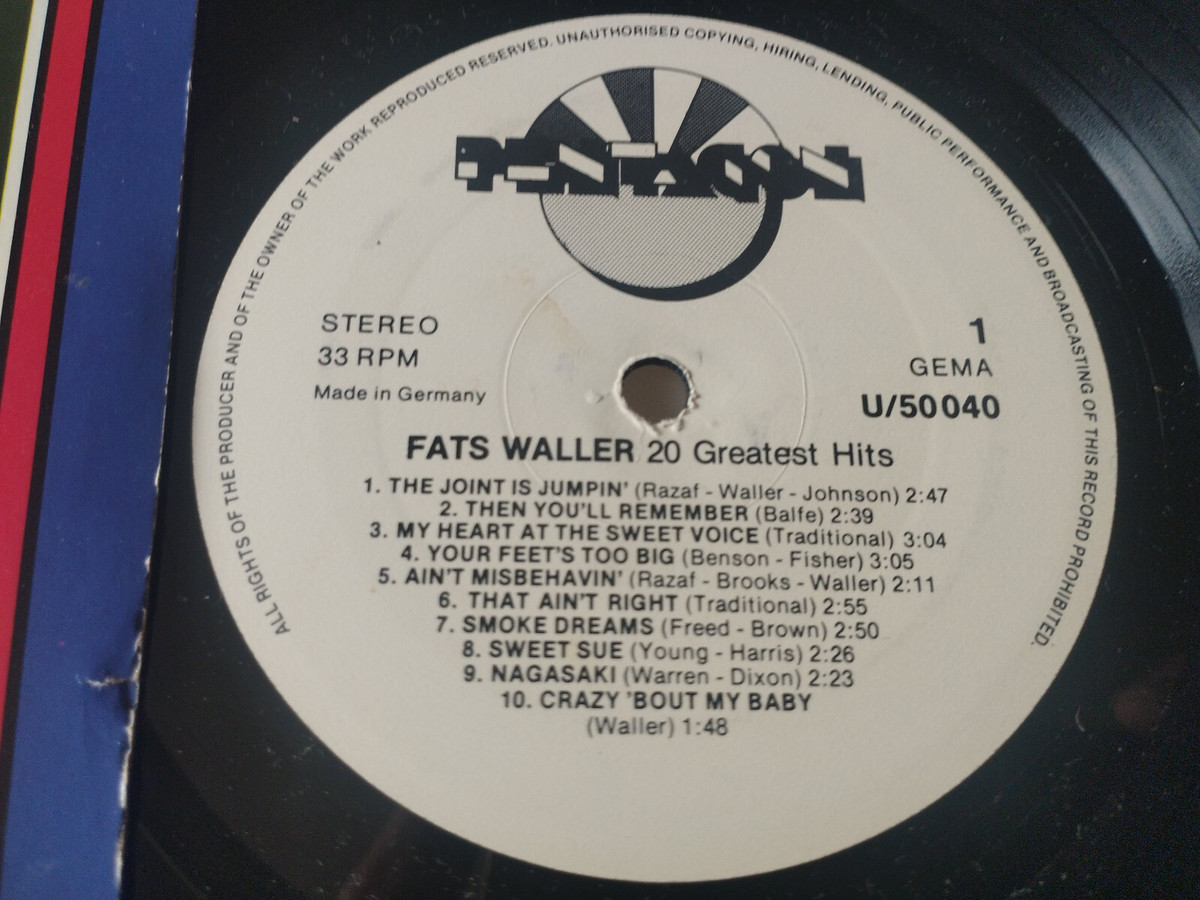 ALL RIGHTS OF THE PRODUCER AND OF THE OWNER OF THE WORK REPRODUCED RESERVED. UNAUTHORISED COPYING, HIRING, LENDING, PUBLIC PERFORMANCE AND BROADCASTING OF THIS RECORD PROHIBITED.
PENTAGON
STEREO
33 RPM
Made in Germany
1
GEMA
U/50040
FATS WALLER 20 Greatest Hits
1. THE JOINT IS JUMPIN' (Razaf - Waller - Johnson) 2:47
2. THEN YOU'LL REMEMBER (Balfe) 2:39
3. MY HEART AT THE SWEET VOICE (Traditional) 3:04
4. YOUR FEET'S TOO BIG (Benson - Fisher) 3:05
5. AIN'T MISBEHAVIN' (Razaf - Brooks - Waller) 2:11
6. THAT AIN'T RIGHT (Traditional) 2:55
7. SMOKE DREAMS (Freed - Brown) 2:50
8. SWEET SUE (Young - Harris) 2:26
9. NAGASAKI (Warren - Dixon) 2:23
10. CRAZY 'BOUT MY BABY
(Waller) 1:48